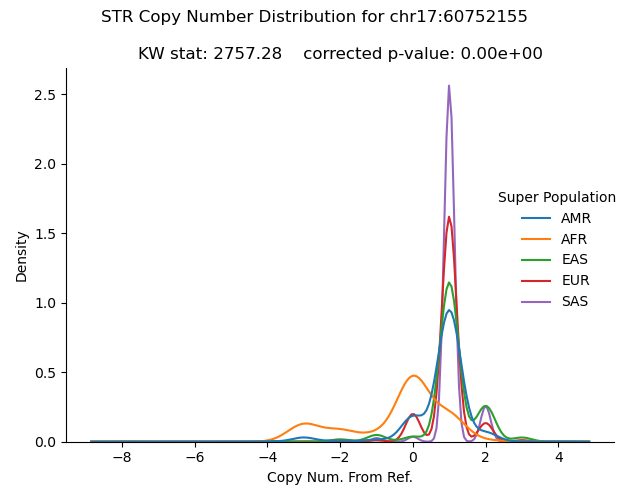 STR Copy Number Distribution for chr17:60752155
KW stat: 2757.28    corrected p-value: 0.00e+00
Density
2.5
2.0
1.5
1.0
0.5
0.0
−8
−6
−4
−2
0
2
4
Copy Num. From Ref.
Super Population
AMR
AFR
EAS
EUR
SAS